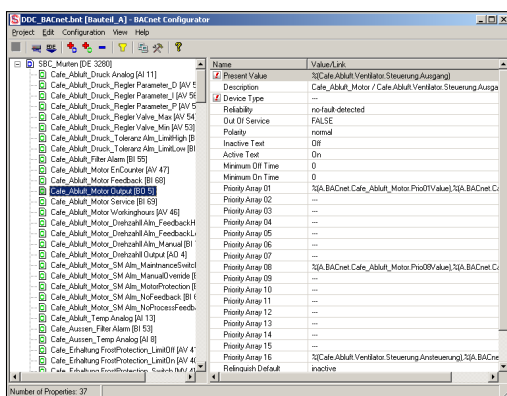 DDC_BACnet.bnt [Bauteil_A] - BACnet Configurator
Project Edit Configuration View Help
SBC_Murten [DE 3280]
Cafe_Abluft_Druck Analog [AI 11]
Cafe_Abluft_Druck_Regler Parameter_D [AV 5
Cafe_Abluft_Druck_Regler Parameter_I [AV 56
Cafe_Abluft_Druck_Regler Parameter_P [AV 5
Cafe_Abluft_Druck_Regler Valve_Max [AV 54]
Cafe_Abluft_Druck_Regler Valve_Min [AV 53]
Cafe_Abluft_Druck_Toleranz Alm_LimitHigh [B
Cafe_Abluft_Druck_Toleranz Alm_LimitLow [BI
Cafe_Abluft_Filter Alarm [BI 55]
Cafe_Abluft_Motor EnCounter [AV 47]
Cafe_Abluft_Motor Feedback [BI 68]
Cafe_Abluft_Motor Output [BO 5]
Cafe_Abluft_Motor Service [BI 69]
Cafe_Abluft_Motor Workinghours [AV 46]
Cafe_Abluft_Motor_Drehzahl Alm_FeedbackH
Cafe_Abluft_Motor_Drehzahl Alm_FeedbackL
Cafe_Abluft_Motor_Drehzahl Alm_Manual [BI
Cafe_Abluft_Motor_Drehzahl Output [AO 4]
Cafe_Abluft_Motor_SM Alm_MaintnanceSwitcl
Cafe_Abluft_Motor_SM Alm_ManualOverride [B
Cafe_Abluft_Motor_SM Alm_MotorProtection [B
Cafe_Abluft_Motor_SM Alm_NoFeedback [BI 6
Cafe_Abluft_Motor_SM Alm_NoProcessFeedb
Cafe_Abluft_Temp Analog [AI 13]
Cafe_Aussen_Filter Alarm [BI 53]
Cafe_Aussen_Temp Analog [AI 8]
Cafe_Erhaltung FrostProtection_LimitOff [AV 4
Cafe_Erhaltung FrostProtection_LimitOn [AV 4
Cafe_Erhaltung FrostProtection_Switch [MV 4
Name Value/Link
Present Value %(Cafe.Abluft.Ventilator.Steuerung.Ausgang)
Description Cafe_Abluft_Motor / Cafe.Abluft.Ventilator.Steuerung.Ausga
Device Type ---
Reliability no-fault-detected
Out Of Service FALSE
Polarity normal
Inactive Text Off
Active Text On
Minimum Off Time 0
Minimum On Time 0
Priority Array 01 %(A.BACnet.Cafe_Abluft_Motor.Prio01Value),%(A.BACnet.Ca
Priority Array 02 ---
Priority Array 03 ---
Priority Array 04 ---
Priority Array 05 ---
Priority Array 06 ---
Priority Array 07 ---
Priority Array 08 %(A.BACnet.Cafe_Abluft_Motor.Prio08Value),%(A.BACnet.Ca
Priority Array 09 ---
Priority Array 10 ---
Priority Array 11 ---
Priority Array 12 ---
Priority Array 13 ---
Priority Array 14 ---
Priority Array 15 ---
Priority Array 16 %(Cafe.Abluft.Ventilator.Steuerung.Ansteuerung),%(A.BACne
Relinquish Default inactive
Number of Properties: 37